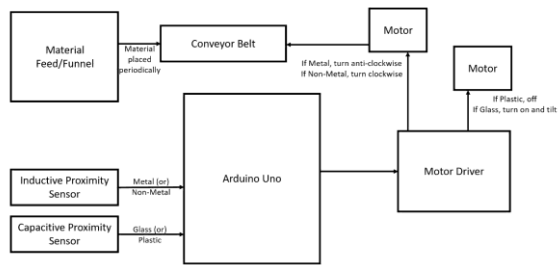 Material
Feed/Funnel
Material
placed
periodically
Conveyor Belt
Motor
If Metal, turn anti-clockwise
If Non-Metal, turn clockwise
Motor
If Plastic, off
If Glass, turn on and tilt
Inductive Proximity
Sensor
Metal (or)
Non-Metal
Arduino Uno
Motor Driver
Capacitive Proximity
Sensor
Glass (or)
Plastic